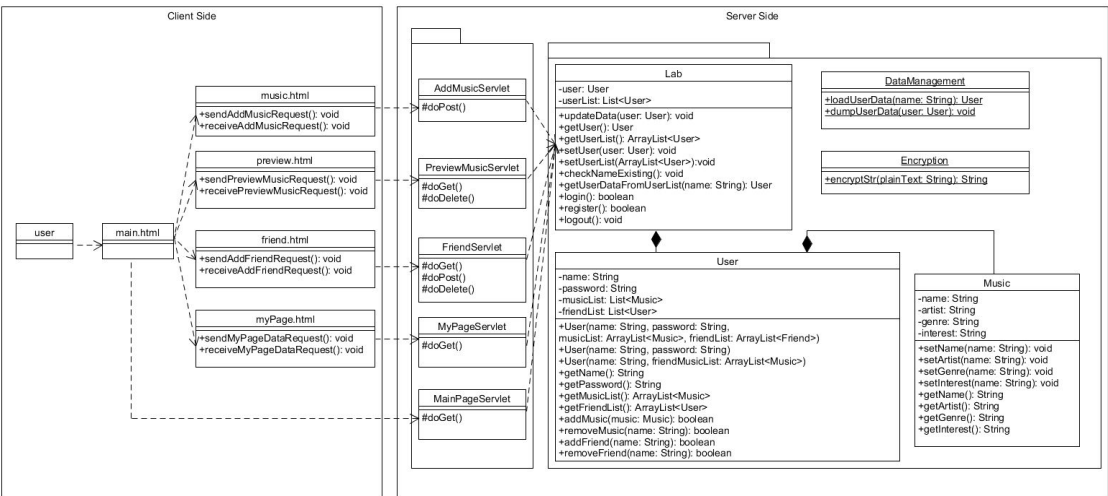 Client Side
user
main.html
music.html
+sendAddMusicRequest(): void
+receiveAddMusicRequest(): void
preview.html
+sendPreviewMusicRequest(): void
+receivePreviewMusicRequest(): void
friend.html
+sendAddFriendRequest(): void
+receiveAddFriendRequest(): void
myPage.html
+sendMyPageDataRequest(): void
+receiveMyPageDataRequest(): void
Server Side
AddMusicServlet
#doPost()
PreviewMusicServlet
#doGet()
#doDelete()
FriendServlet
#doGet()
#doPost()
#doDelete()
MyPageServlet
#doGet()
MainPageServlet
#doGet()
Lab
-user: User
-userList: List<User>
+updateData(user: User): void
+getUser(): User
+getUserList(): ArrayList<User>
+setUser(user: User): void
+setUserList(ArrayList<User>):void
+checkNameExisting(): void
+getUserDataFromUserList(name: String): User
+login(): boolean
+register(): boolean
+logout(): void
DataManagement
+loadUserData(name: String): User
+dumpUserData(user: User): void
Encryption
+encryptStr(plainText: String): String
User
-name: String
-password: String
-musicList: List<Music>
-friendList: List<User>
+User(name: String, password: String,
musicList: ArrayList<Music>, friendList: ArrayList<Friend>)
+User(name: String, password: String)
+User(name: String, friendMusicList: ArrayList<Music>)
+getName(): String
+getPassword(): String
+getMusicList(): ArrayList<Music>
+getFriendList(): ArrayList<User>
+addMusic(music: Music): boolean
+removeMusic(name: String): boolean
+addFriend(name: String): boolean
+removeFriend(name: String): boolean
Music
-name: String
-artist: String
-genre: String
-interest: String
+setName(name: String): void
+setArtist(name: String): void
+setGenre(name: String): void
+setInterest(name: String): void
+getName(): String
+getArtist(): String
+getGenre(): String
+getInterest(): String